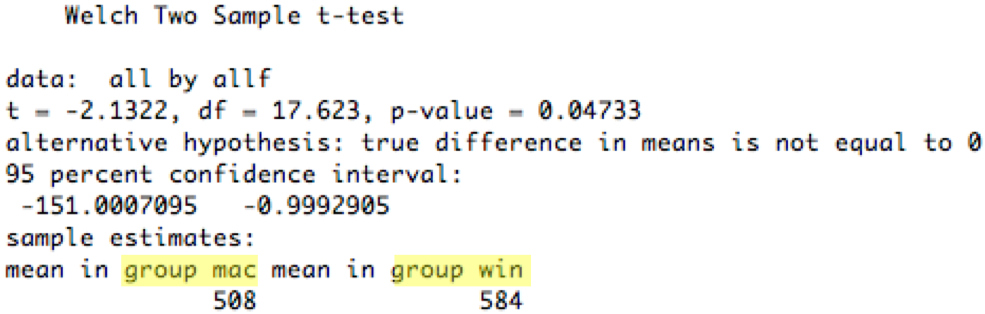 Welch Two Sample t-test
data:  all by allf
t = -2.1322, df = 17.623, p-value = 0.04733
alternative hypothesis: true difference in means is not equal to 0
95 percent confidence interval:
-151.0007095   -0.9992905
sample estimates:
mean in group mac mean in group win
508               584